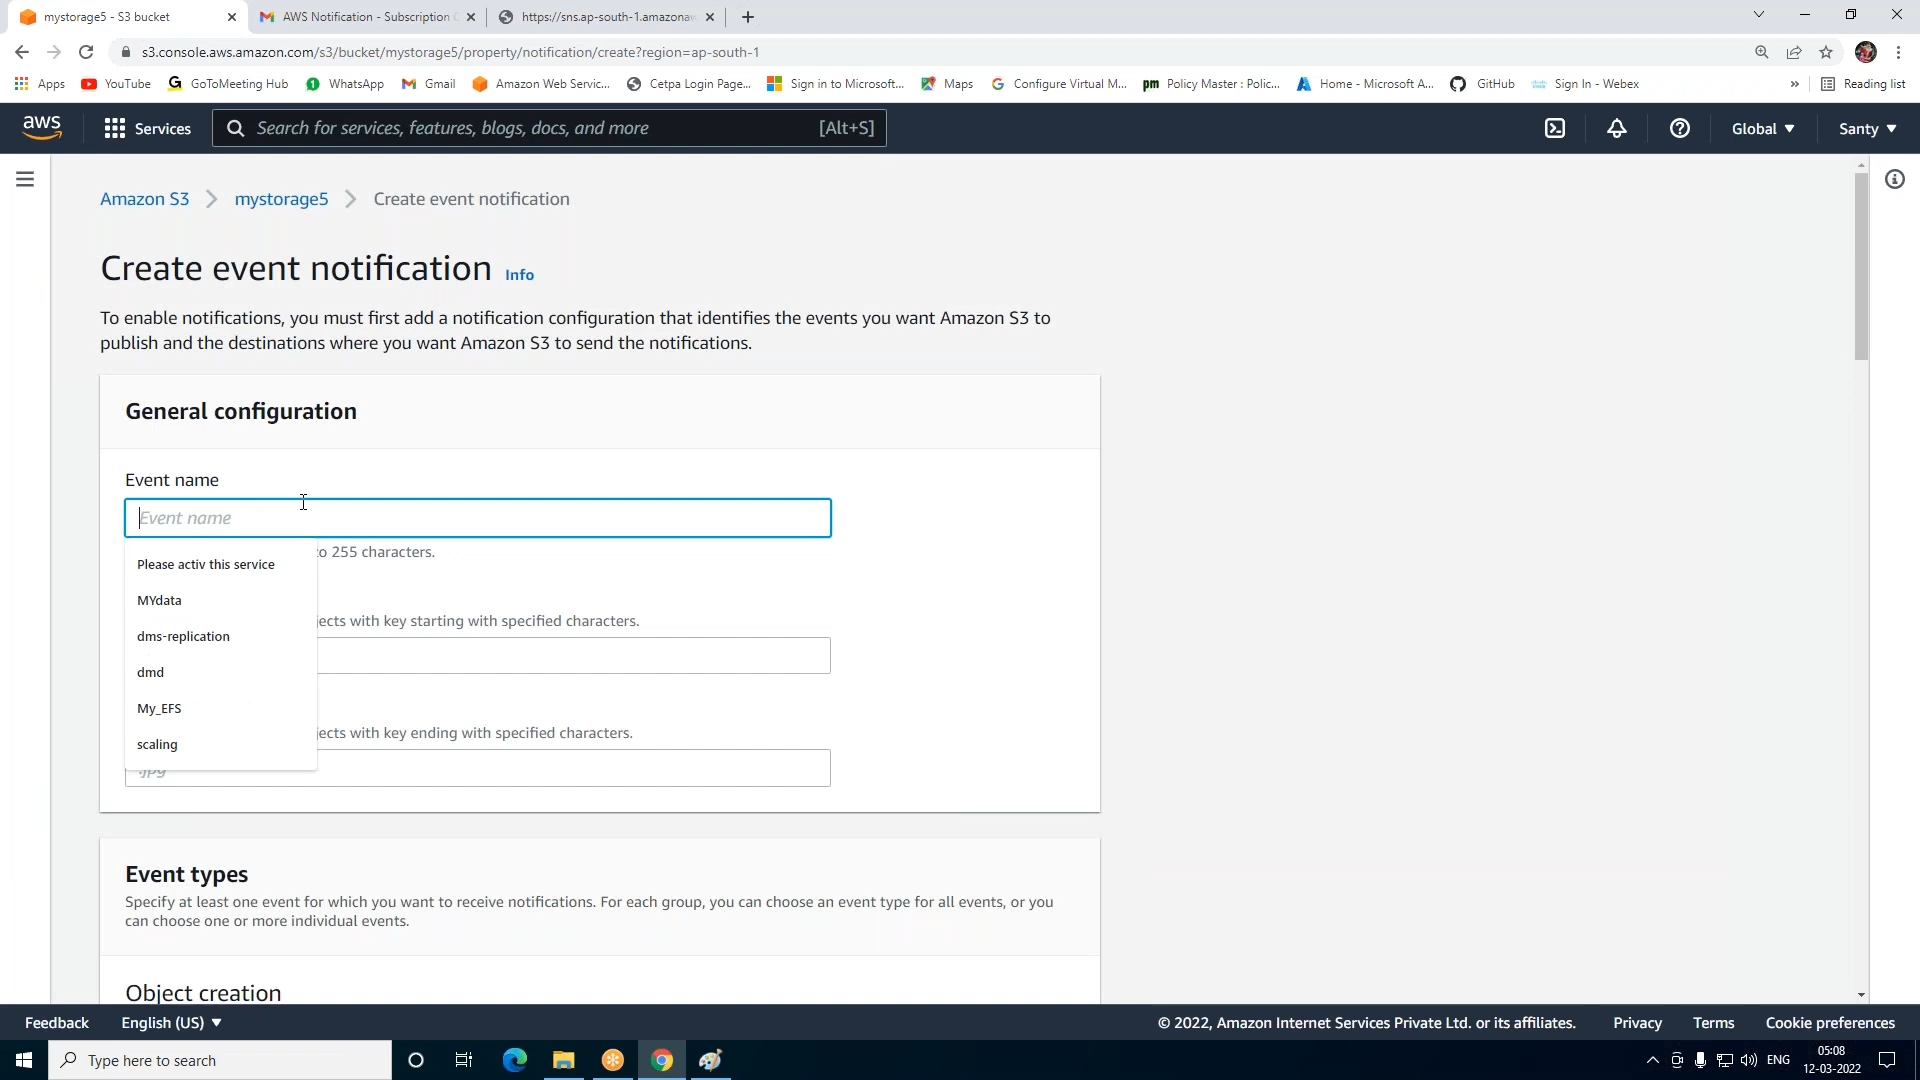 mystorage5 - S3 bucket
AWS Notification - Subscription C
https://sns.ap-south-1.amazonaw
s3.console.aws.amazon.com/s3/bucket/mystorage5/property/notification/create?region=ap-south-1
Apps
YouTube
GoToMeeting Hub
WhatsApp
Gmail
Amazon Web Servic...
Cetpa Login Page...
Sign in to Microsoft...
Maps
Configure Virtual M...
pm Policy Master : Polic...
Home - Microsoft A...
GitHub
Sign In - Webex
»
Reading list
aws
Services
Search for services, features, blogs, docs, and more
[Alt+S]
Global
Santy
Amazon S3
mystorage5
Create event notification
Create event notification Info
To enable notifications, you must first add a notification configuration that identifies the events you want Amazon S3 to
publish and the destinations where you want Amazon S3 to send the notifications.
General configuration
Event name
Event name
to 255 characters.
Please activ this service
MYdata
dms-replication
dmd
My_EFS
scaling
jects with key starting with specified characters.
jects with key ending with specified characters.
.jpg
Event types
Specify at least one event for which you want to receive notifications. For each group, you can choose an event type for all events, or you
can choose one or more individual events.
Object creation
Feedback
English (US)
© 2022, Amazon Internet Services Private Ltd. or its affiliates.
Privacy
Terms
Cookie preferences
Type here to search
ENG
05:08
12-03-2022